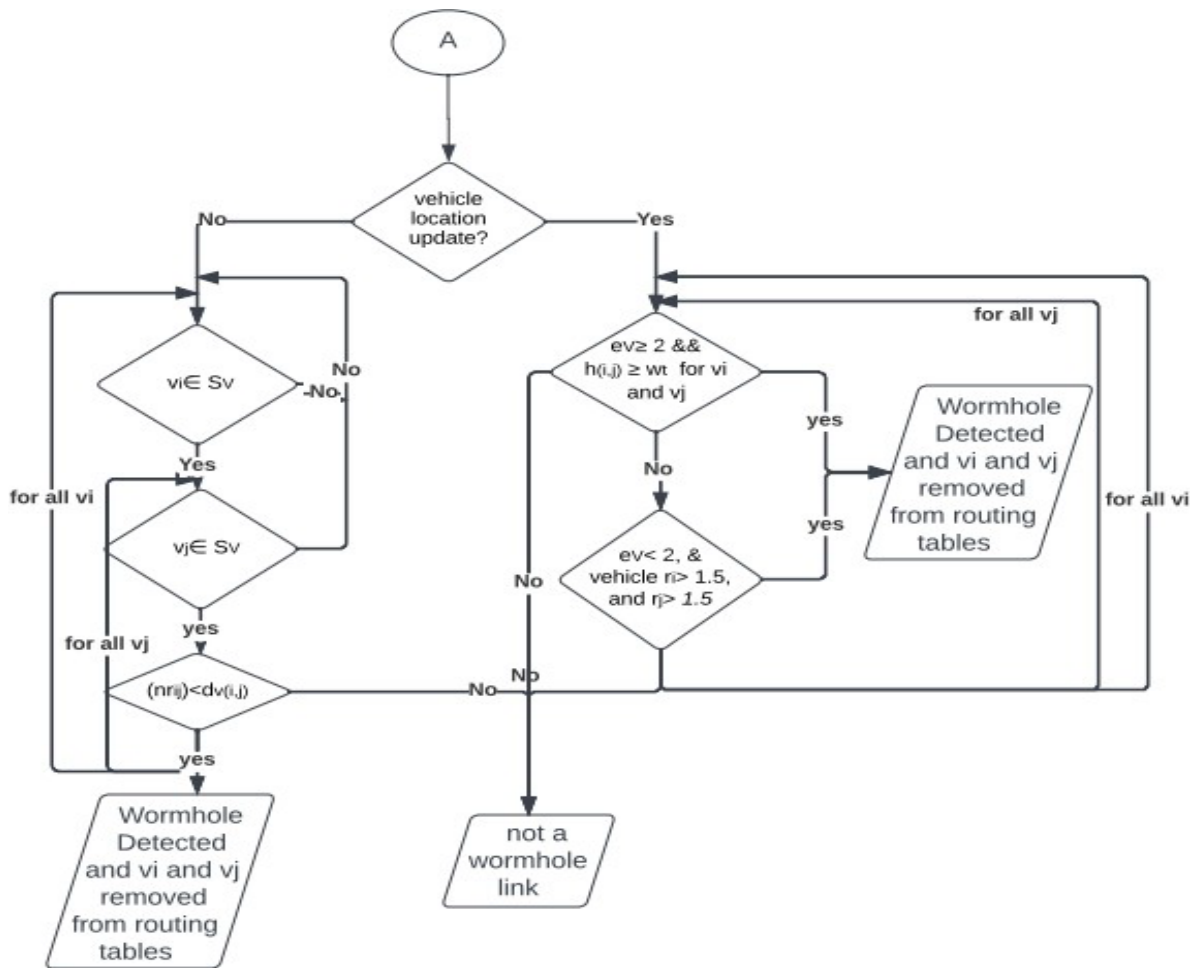 A
vehicle
location
update?
No
Yes
for all vj
ev≥ 2 &&
h(i,j) ≥ wt for vi
and vj
No
vi∈ Sv
No
yes
Wormhole
Detected
and vi and vj
removed
from routing
tables
Yes
No
for all vi
for all vi
vj∈ Sv
yes
ev< 2, &
vehicle ri> 1.5,
and rj> 1.5
No
yes
for all vj
No
(nrij)<dv(i,j)
No
yes
Wormhole
Detected
and vi and vj
removed
from routing
tables
not a
wormhole
link